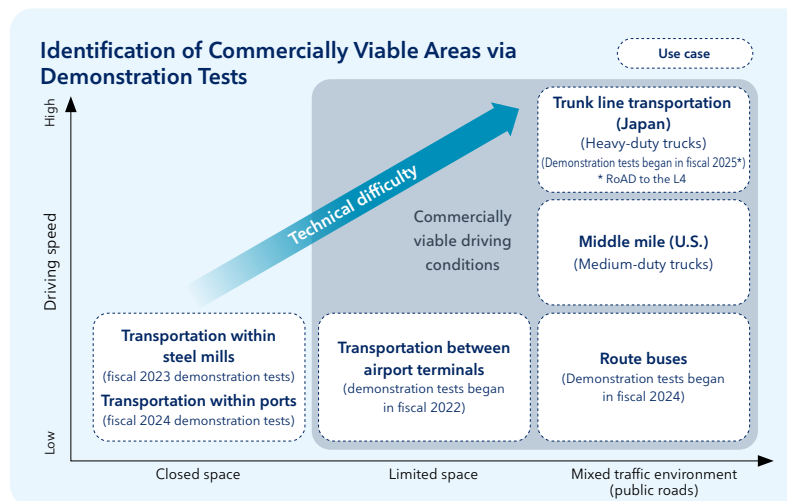 Identification of Commercially Viable Areas via
Demonstration Tests
Use case
High
Driving speed
Low
Technical difficulty
Commercially
viable driving
conditions
Trunk line transportation
(Japan)
(Heavy-duty trucks)
(Demonstration tests began in fiscal 2025*)
* RoAD to the L4
Middle mile (U.S.)
(Medium-duty trucks)
Transportation within
steel mills
(fiscal 2023 demonstration tests)
Transportation within ports
(fiscal 2024 demonstration tests)
Transportation between
airport terminals
(demonstration tests began
in fiscal 2022)
Route buses
(Demonstration tests began
in fiscal 2024)
Closed space
Limited space
Mixed traffic environment
(public roads)